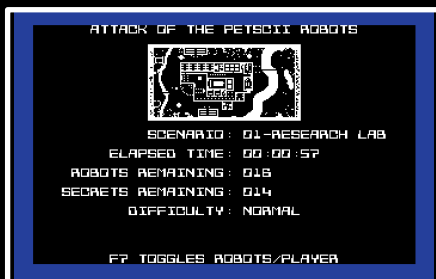 ATTACK OF THE PETSCII ROBOTS
SCENARIO: 01-RESEARCH LAB
ELAPSED TIME: 00:00:57
ROBOTS REMAINING: 016
SECRETS REMAINING: 014
DIFFICULTY: NORMAL
F7 TOGGLES ROBOTS/PLAYER